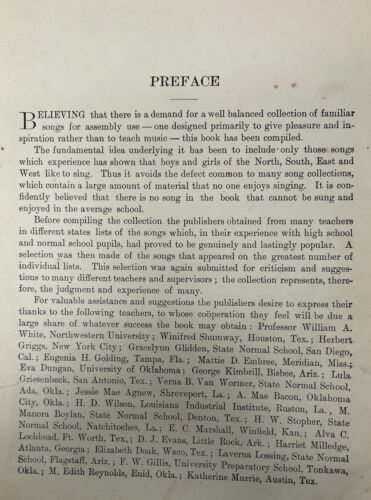 PREFACE
BELIEVING that there is a demand for a well balanced collection of familiar
songs for assembly use — one designed primarily to give pleasure and in-
spiration rather than to teach music — this book has been compiled.
The fundamental idea underlying it has been to include only those songs
which experience has shown that boys and girls of the North, South, East and
West like to sing. Thus it avoids the defect common to many song collections,
which contain a large amount of material that no one enjoys singing. It is con-
fidently believed that there is no song in the book that cannot be sung and
enjoyed in the average school.
Before compiling the collection the publishers obtained from many teachers
in different states lists of the songs which, in their experience with high school
and normal school pupils, had proved to be genuinely and lastingly popular. A
selection was then made of the songs that appeared on the greatest number of
individual lists. This selection was again submitted for criticism and sugges-
tions to many different teachers and supervisors; the collection represents, there-
fore, the judgment and experience of many.
For valuable assistance and suggestions the publishers desire to express their
thanks to the following teachers, to whose coöperation they feel will be due a
large share of whatever success the book may obtain: Professor William A.
White, Northwestern University; Winifred Shumway, Houston, Tex.; Herbert
Griggs, New York City; Gracelynn Glidden, State Normal School, San Diego,
Cal.; Eugenia H. Golding, Tampa, Fla.; Mattie D. Embree, Meridian, Miss.;
Eva Dungan, University of Oklahoma; George Kimbrill, Bisbee, Ariz.; Lula
Griesenbeck, San Antonio, Tex.; Verna B. Van Wormer, State Normal School,
Ada, Okla.; Jessie Mae Agnew, Shreveport, La.; A. Mae Bacon, Oklahoma
City, Okla.; H. D. Wilson, Louisiana Industrial Institute, Ruston, La., M.
Manora Boylan, State Normal School, Denton, Tex.; H. W. Stopher, State
Normal School, Natchitoches, La.; E. C. Marshall, Winfield, Kan.; Alva C.
Lochhead, Ft. Worth, Tex.; D. J. Evans, Little Rock, Ark.; Harriet Milledge,
Atlanta, Georgia; Elizabeth Doak, Waco, Tex.; Laverna Lossing, State Normal
School, Flagstaff, Ariz.; F. W. Gillis, University Preparatory School, Tonkawa,
Okla.; M. Edith Reynolds, Enid, Okla.; Katherine Murrie, Austin, Tex.